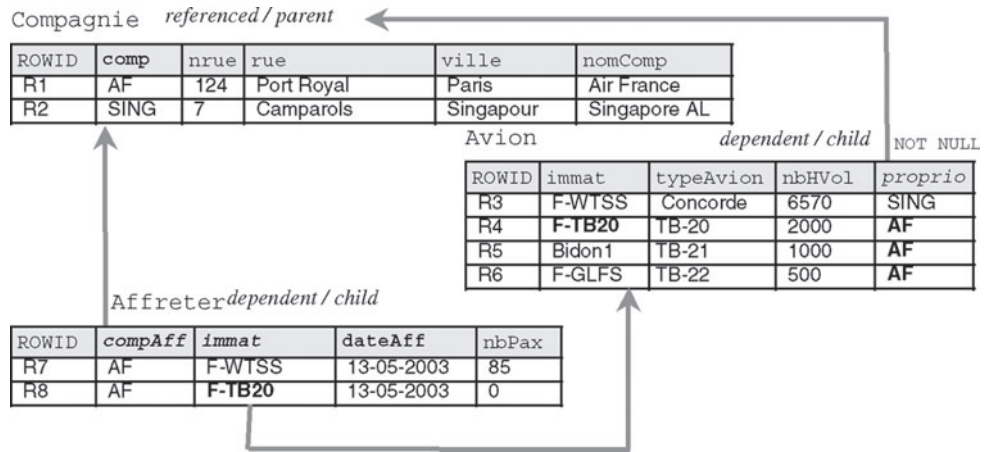 Compagnie referenced / parent
ROWID comp nrue rue ville nomComp
R1 AF 124 Port Royal Paris Air France
R2 SING 7 Camparols Singapour Singapore AL
Avion dependent / child NOT NULL
ROWID immat typeAvion nbHVol proprio
R3 F-WTSS Concorde 6570 SING
R4 F-TB20 TB-20 2000 AF
R5 Bidon1 TB-21 1000 AF
R6 F-GLFS TB-22 500 AF
Affreter dependent / child
ROWID compAff immat dateAff nbPax
R7 AF F-WTSS 13-05-2003 85
R8 AF F-TB20 13-05-2003 0